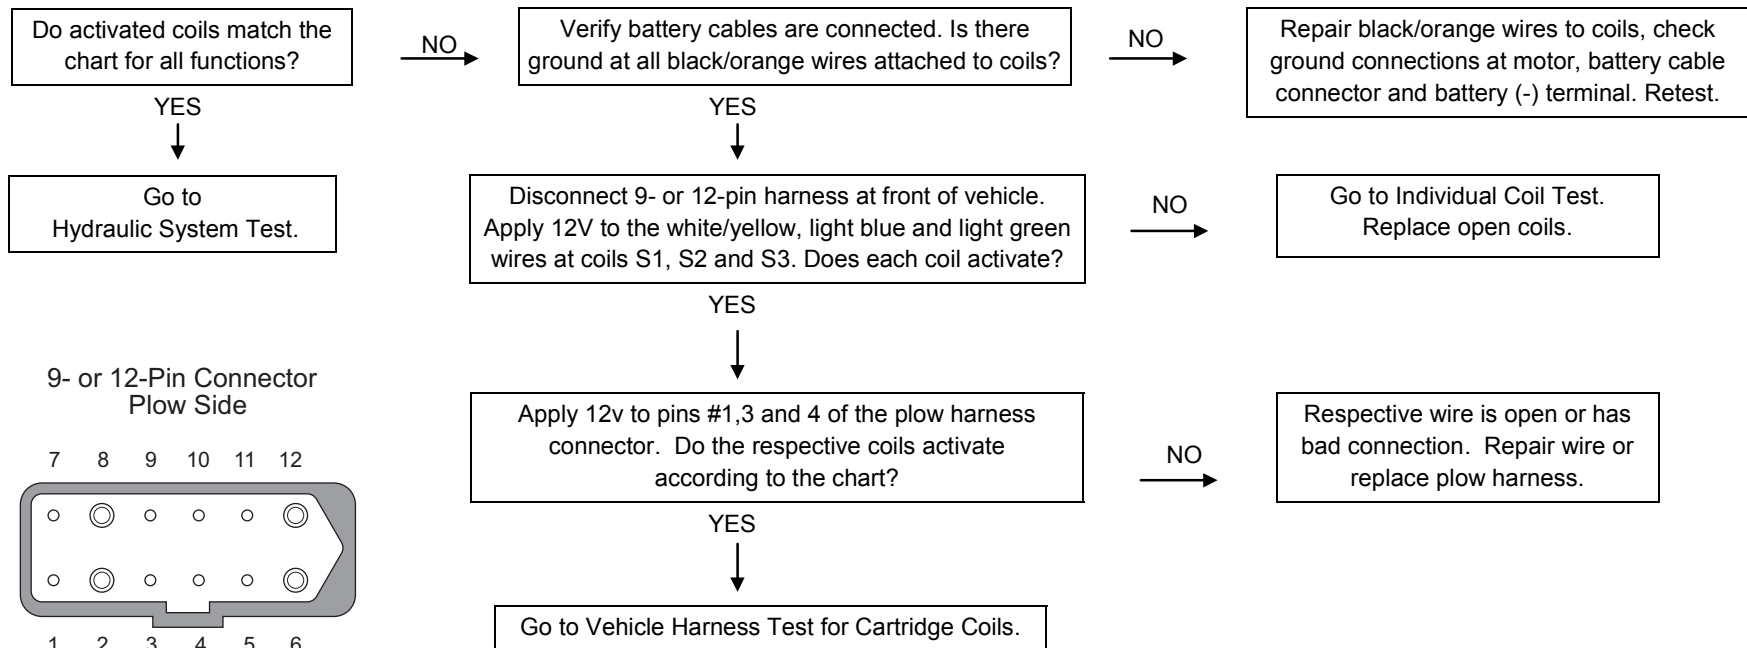 Do activated coils match the
chart for all functions?
NO
Verify battery cables are connected. Is there
ground at all black/orange wires attached to coils?
NO
Repair black/orange wires to coils, check
ground connections at motor, battery cable
connector and battery (-) terminal. Retest.
YES
YES
Go to
Hydraulic System Test.
Disconnect 9- or 12-pin harness at front of vehicle.
Apply 12V to the white/yellow, light blue and light green
wires at coils S1, S2 and S3. Does each coil activate?
NO
Go to Individual Coil Test.
Replace open coils.
YES
9- or 12-Pin Connector
Plow Side
Apply 12v to pins #1,3 and 4 of the plow harness
connector.  Do the respective coils activate
according to the chart?
NO
Respective wire is open or has
bad connection.  Repair wire or
replace plow harness.
7 8 9 10 11 12
YES
Go to Vehicle Harness Test for Cartridge Coils.
1 2 3 4 5 6